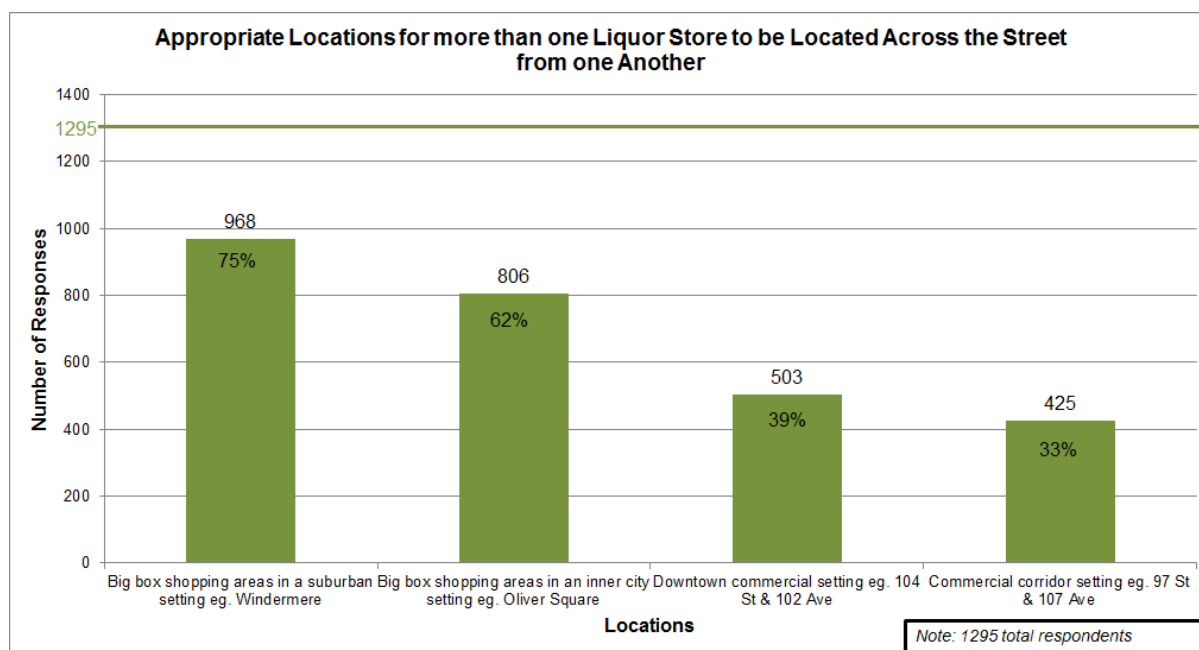 Appropriate Locations for more than one Liquor Store to be Located Across the Street
from one Another
1400
1295
1200
1000
800
600
400
200
0
Number of Responses
968
75%
806
62%
503
39%
425
33%
Big box shopping areas in a suburban
setting eg. Windermere
Big box shopping areas in an inner city
setting eg. Oliver Square
Downtown commercial setting eg. 104
St & 102 Ave
Commercial corridor setting eg. 97 St
& 107 Ave
Locations
Note: 1295 total respondents